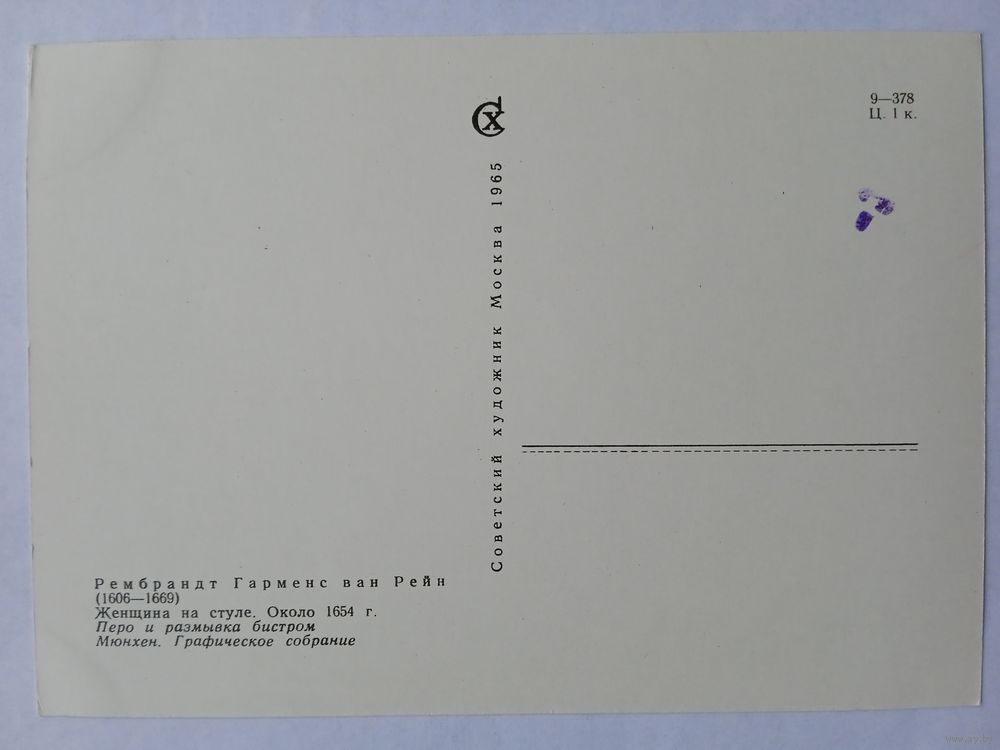 СХ
9—378
Ц. 1 к.
Советский художник Москва 1965
Рембрандт Гарменс ван Рейн
(1606—1669)
Женщина на стуле. Около 1654 г.
Перо и размывка бистром
Мюнхен. Графическое собрание